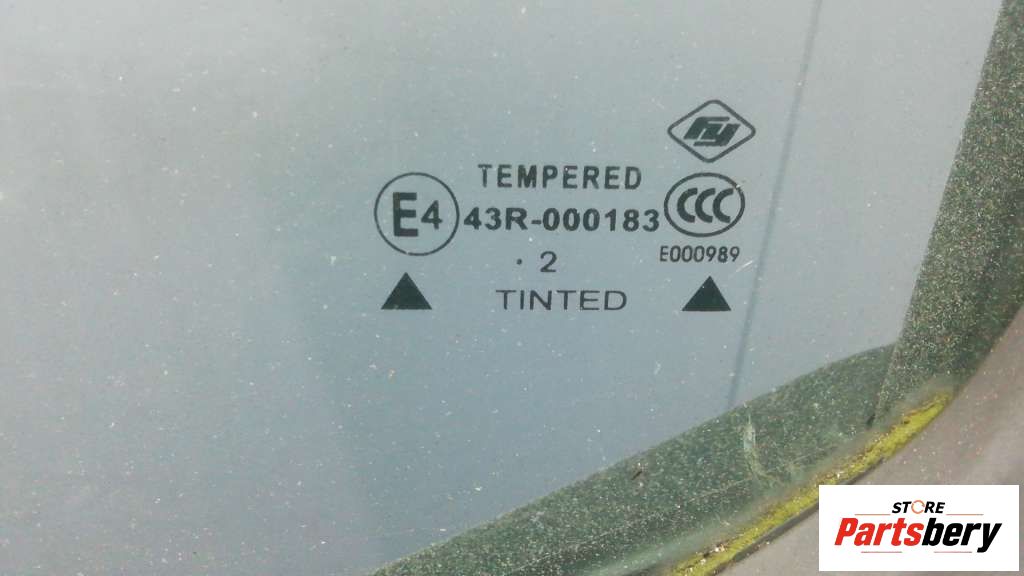 TEMPERED
E4 43R-000183 CCC
E000989
. 2
TINTED
STORE
Partsbery